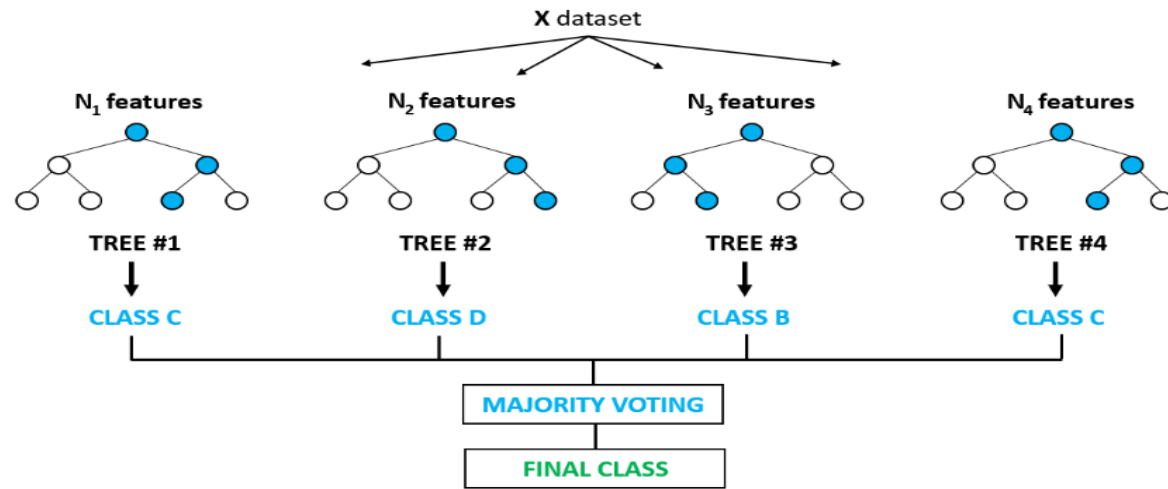 X dataset
N₁ features N₂ features N₃ features N₄ features
TREE #1 TREE #2 TREE #3 TREE #4
CLASS C CLASS D CLASS B CLASS C
MAJORITY VOTING
FINAL CLASS